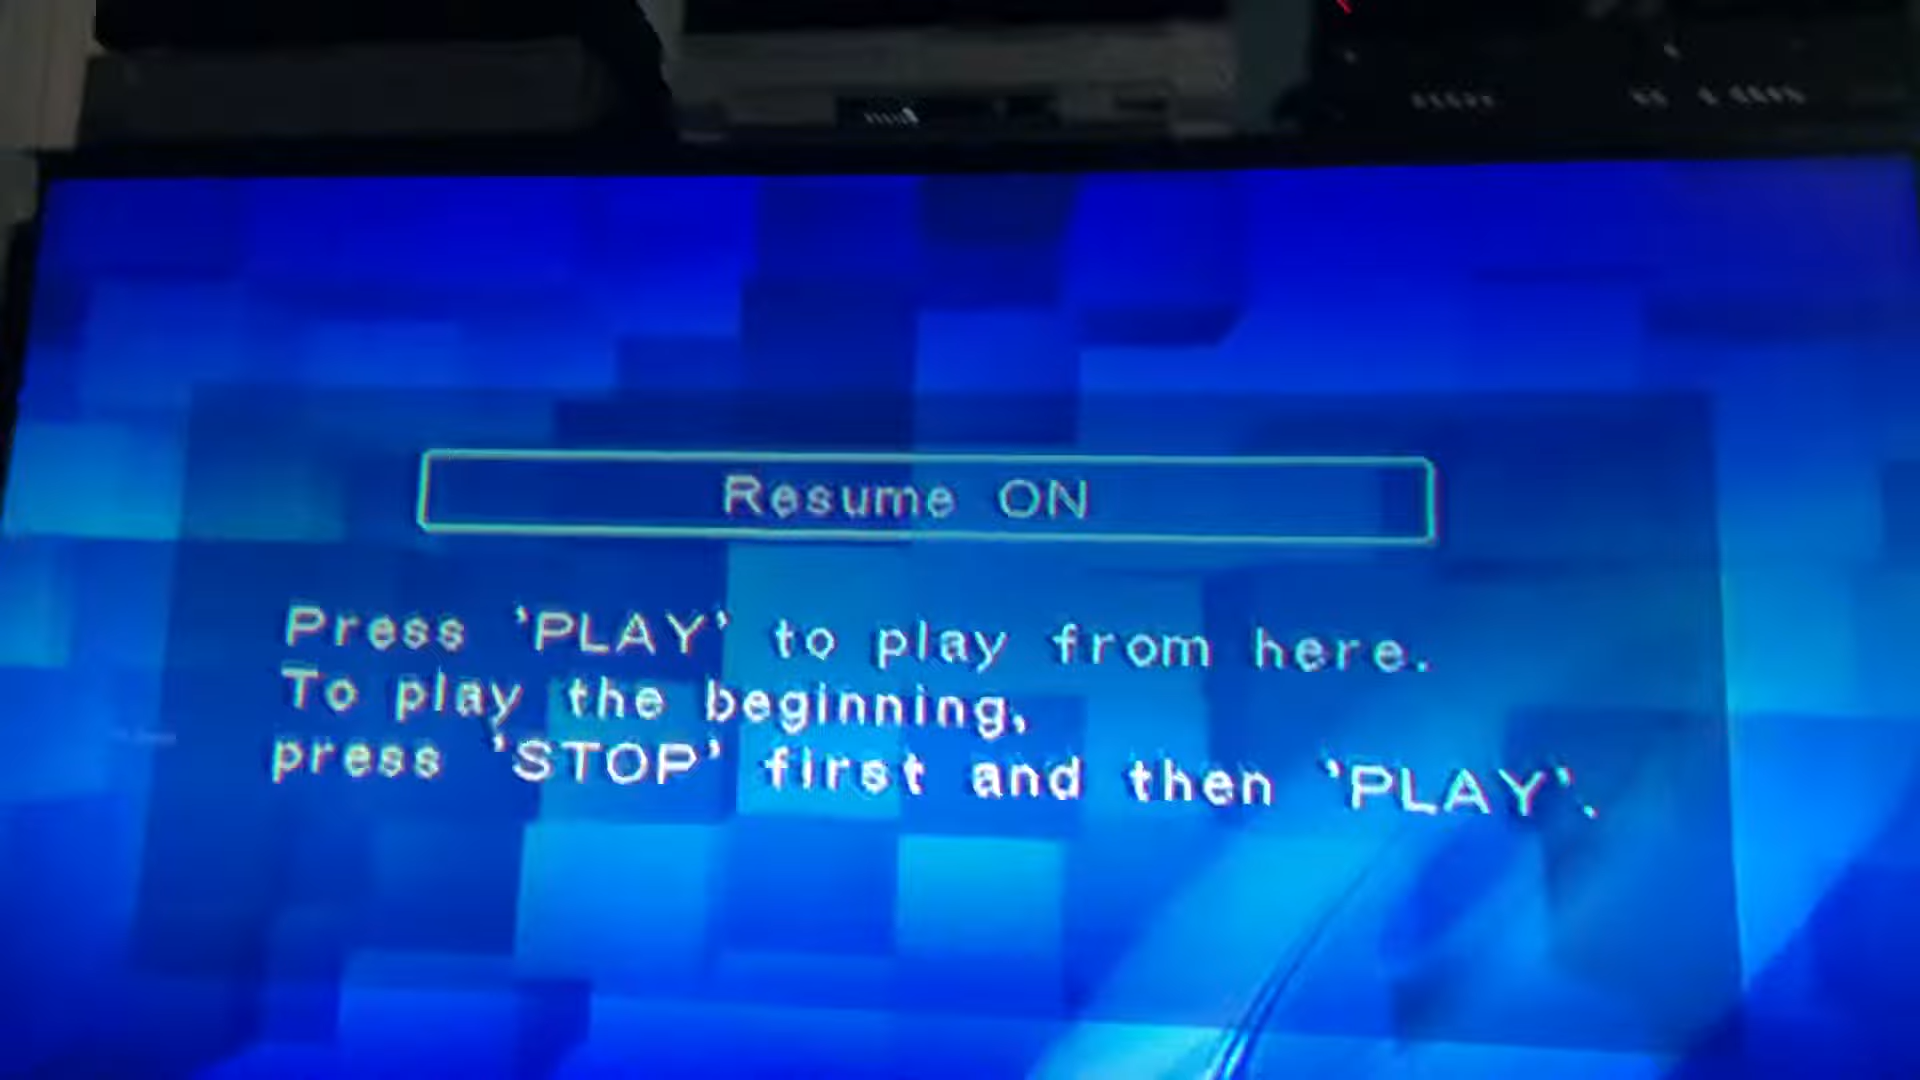 Resume ON
Press 'PLAY' to play from here.
To play the beginning,
press 'STOP' first and then 'PLAY'.